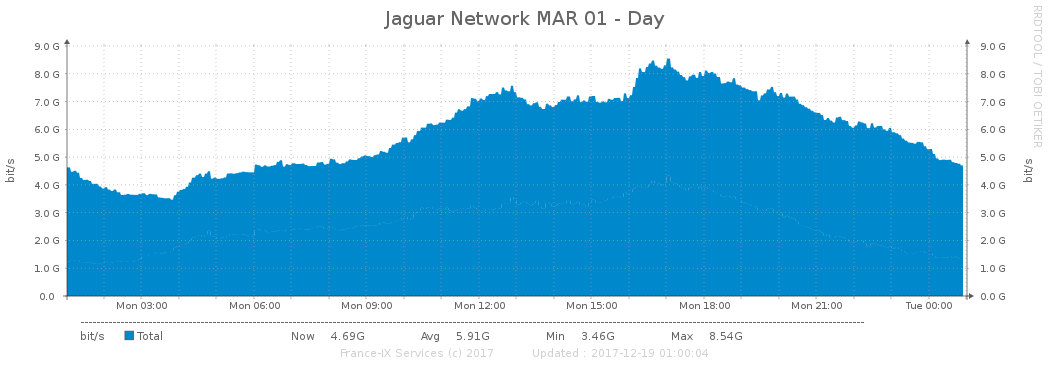 Jaguar Network MAR 01 - Day
RRDTOOL / TOBI OETIKER
bit/s
9.0 G 9.0 G
8.0 G 8.0 G
7.0 G 7.0 G
6.0 G 6.0 G
5.0 G 5.0 G
4.0 G 4.0 G
3.0 G 3.0 G
2.0 G 2.0 G
1.0 G 1.0 G
0.0 0.0 G
bit/s
Mon 03:00 Mon 06:00 Mon 09:00 Mon 12:00 Mon 15:00 Mon 18:00 Mon 21:00 Tue 00:00
bit/s Total Now 4.69G Avg 5.91G Min 3.46G Max 8.54G
France-IX Services (c) 2017 Updated : 2017-12-19 01:00:04